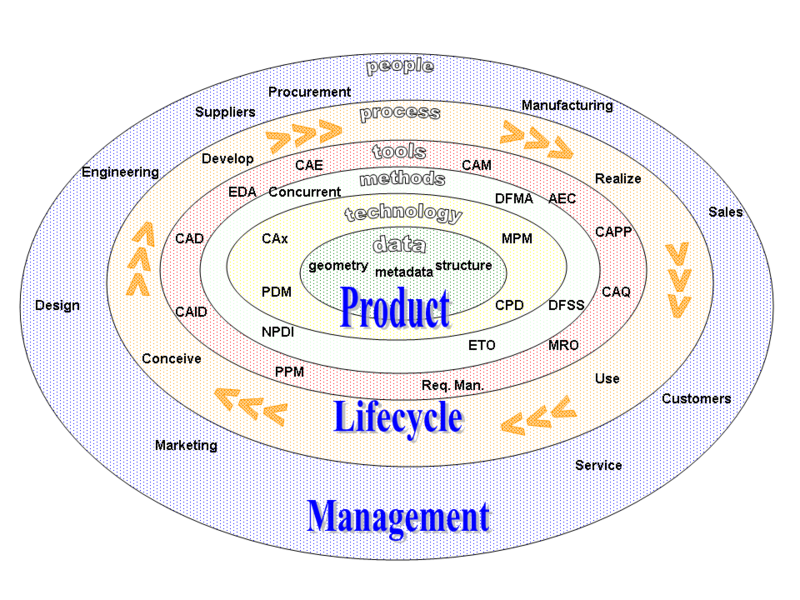 people
Procurement
Suppliers
Manufacturing
process
Develop
tools
CAE
CAM
Engineering
Realize
methods
EDA
Concurrent
DFMA
AEC
technology
Sales
CAD
CAx
data
MPM
CAPP
geometry
metadata
structure
PDM
Product
CPD
DFSS
CAQ
Design
CAID
NPDI
ETO
MRO
Conceive
PPM
Req. Man.
Use
Lifecycle
Customers
Marketing
Service
Management